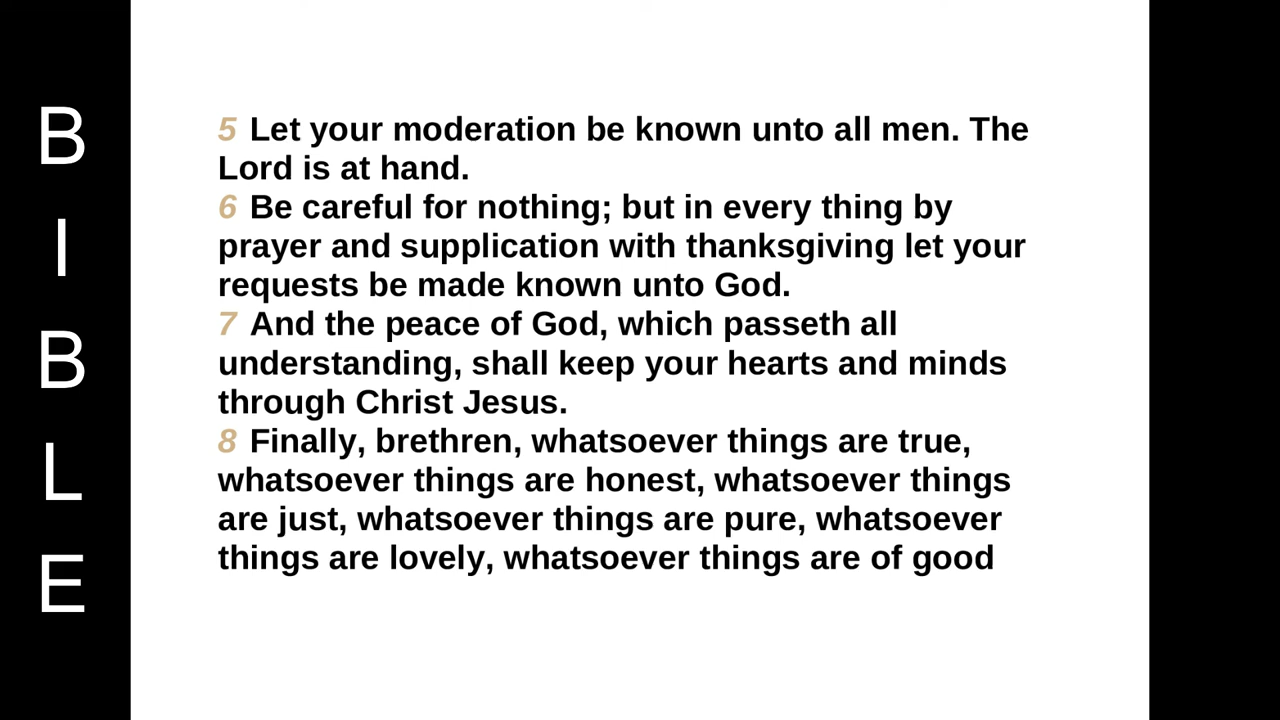 BIBLE
5 Let your moderation be known unto all men. The
Lord is at hand.
6 Be careful for nothing; but in every thing by
prayer and supplication with thanksgiving let your
requests be made known unto God.
7 And the peace of God, which passeth all
understanding, shall keep your hearts and minds
through Christ Jesus.
8 Finally, brethren, whatsoever things are true,
whatsoever things are honest, whatsoever things
are just, whatsoever things are pure, whatsoever
things are lovely, whatsoever things are of good